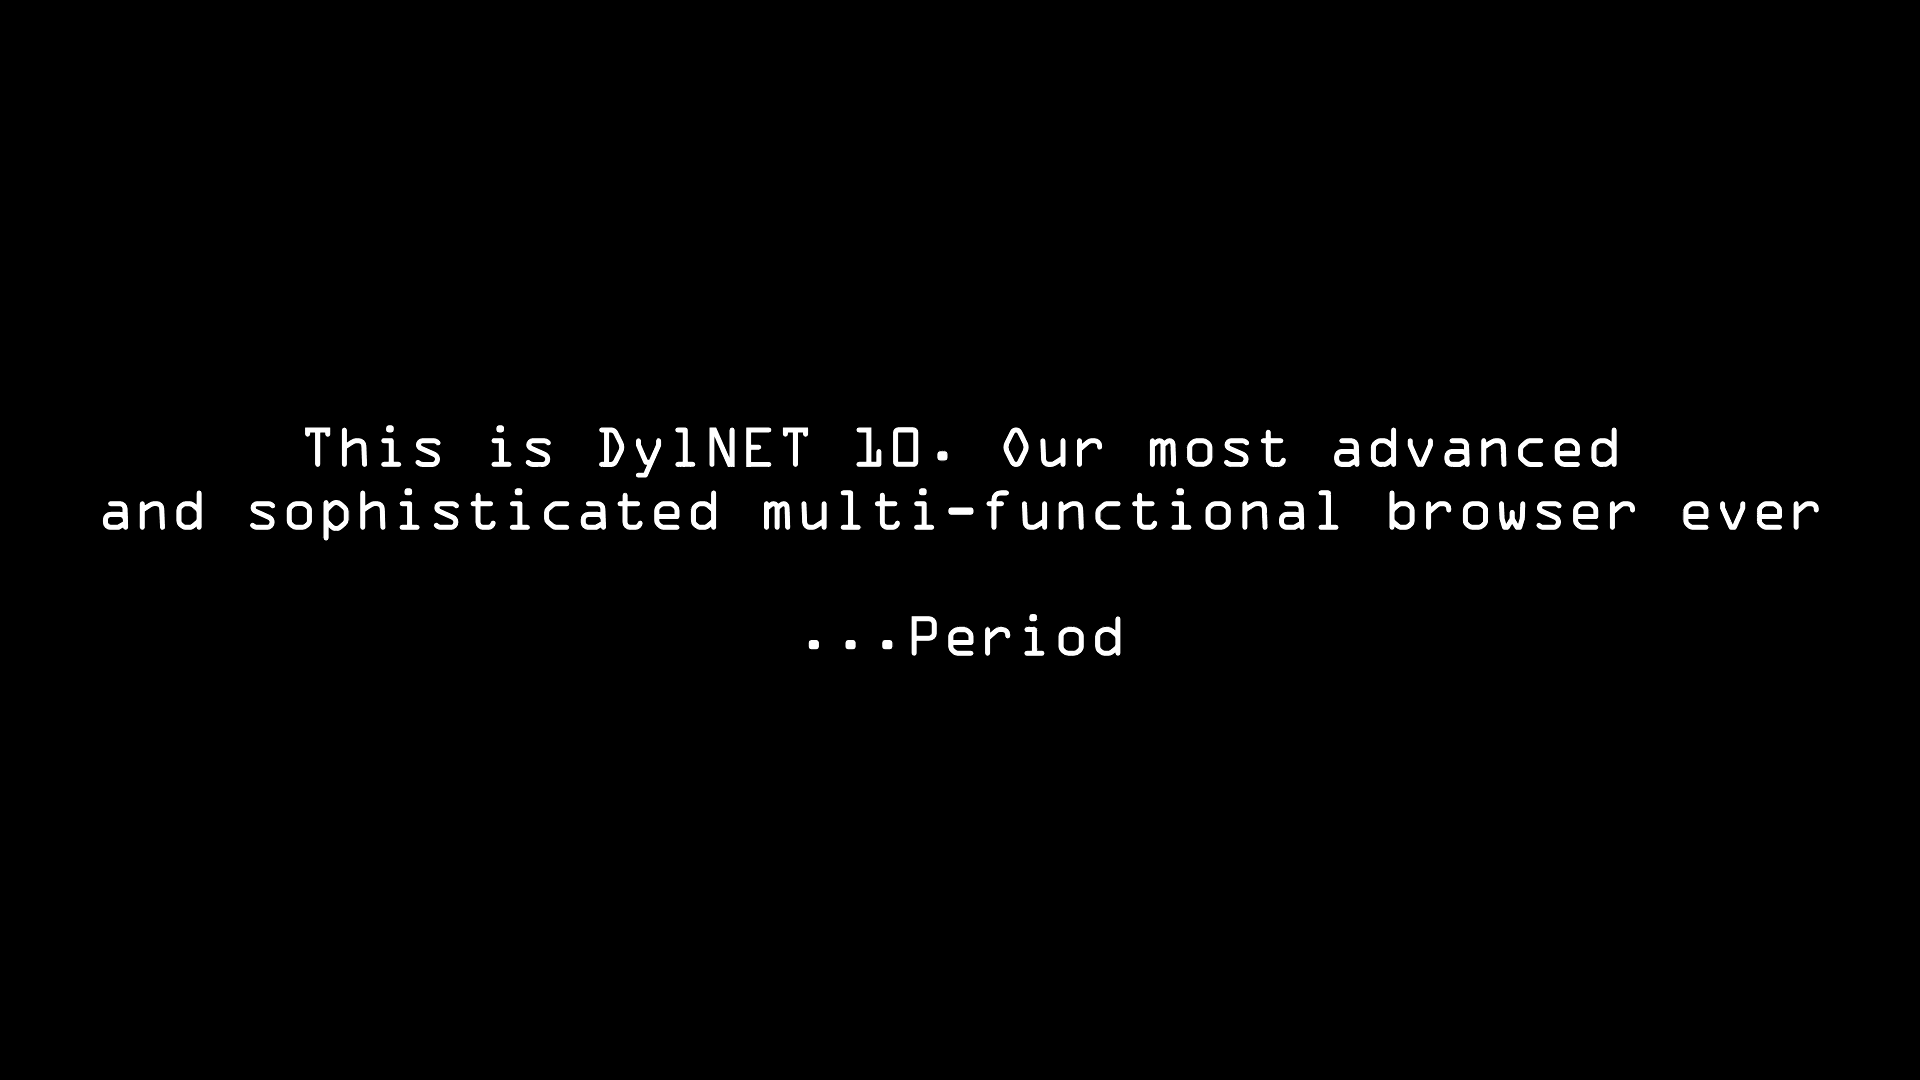 This is DylNET 10. Our most advanced
and sophisticated multi-functional browser ever
...Period